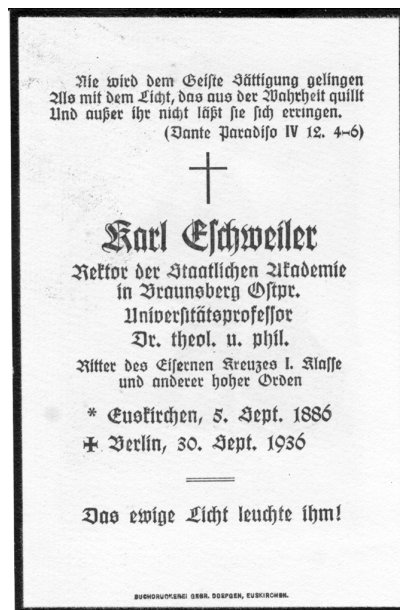 Nie wird dem Geiste Sättigung gelingen
Als mit dem Licht, das aus der Wahrheit quillt
Und außer ihr nicht läßt sie sich erringen.
(Dante Paradiso IV 12. 4–6)
Karl Eschweiler
Rektor der Staatlichen Akademie
in Braunsberg Ostpr.
Universitätsprofessor
Dr. theol. u. phil.
Ritter des Eisernen Kreuzes I. Klasse
und anderer hoher Orden
* Euskirchen, 5. Sept. 1886
✠ Berlin, 30. Sept. 1936
Das ewige Licht leuchte ihm!
BUCHDRUCKEREI GEBR. DOEPGEN, EUSKIRCHEN.